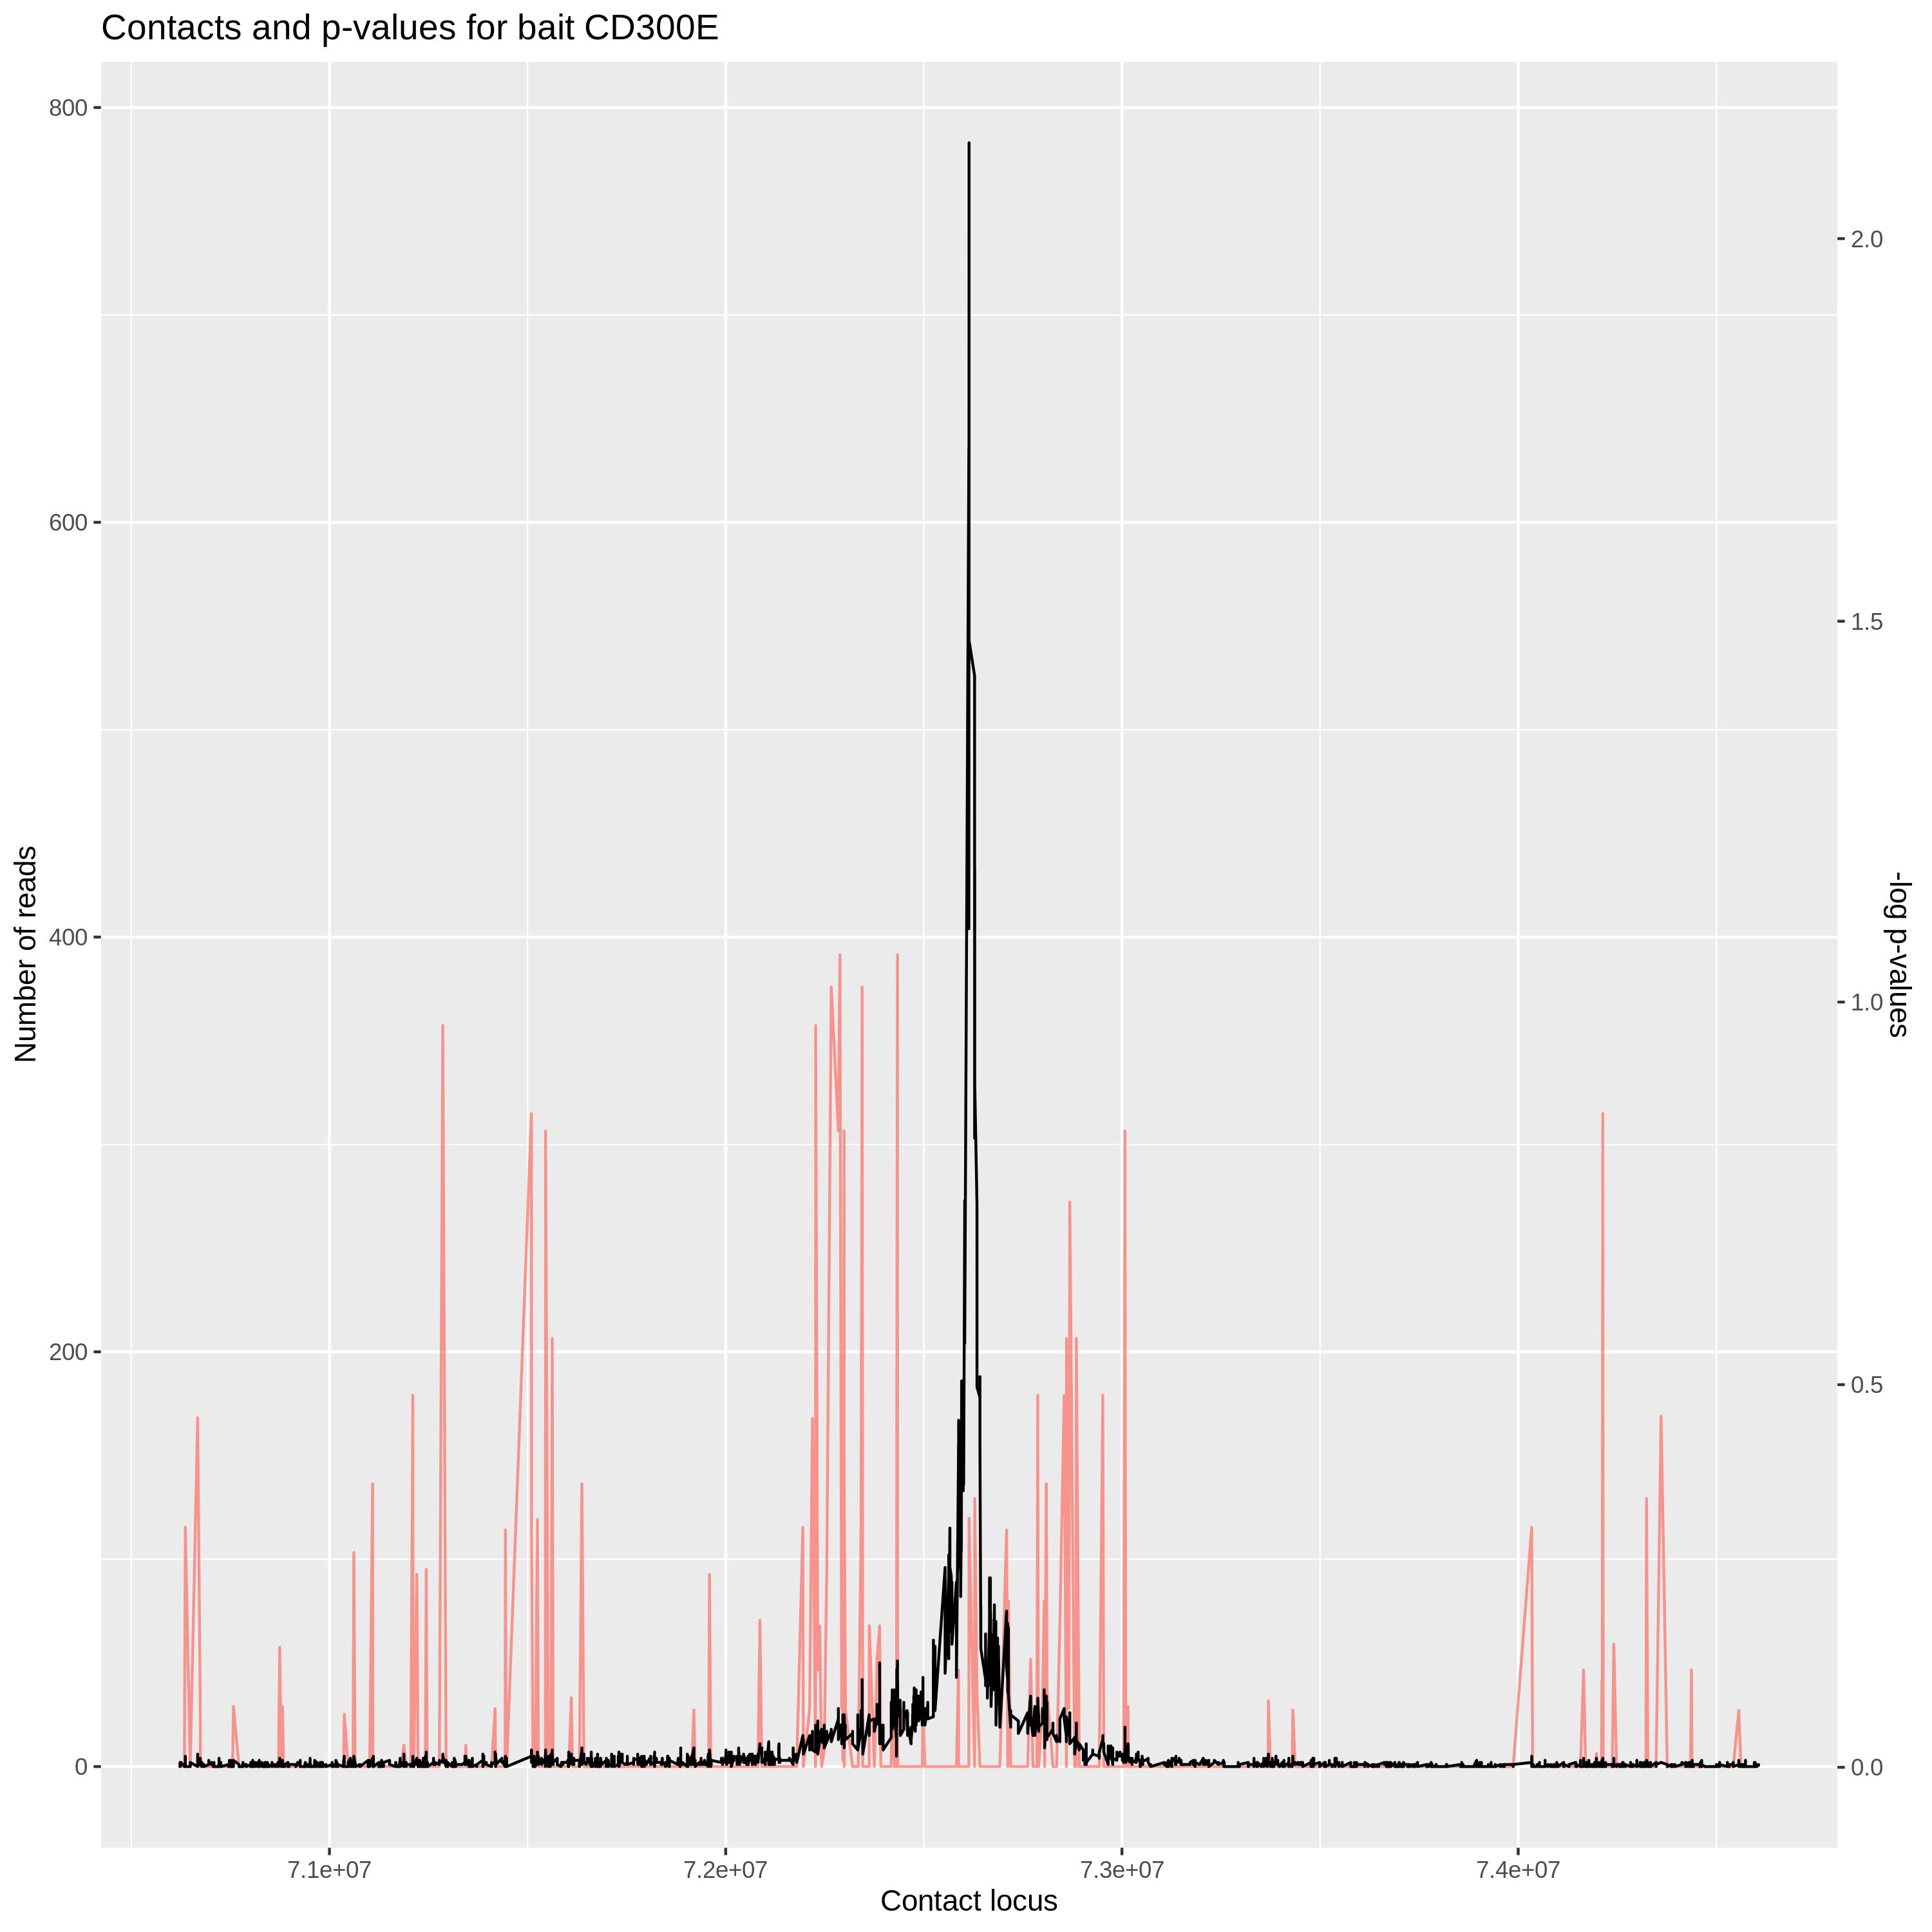 Contacts and p-values for bait CD300E
800
600
400
200
0
Number of reads
2.0
1.5
1.0
0.5
0.0
-log p-values
7.1e+07
7.2e+07
7.3e+07
7.4e+07
Contact locus